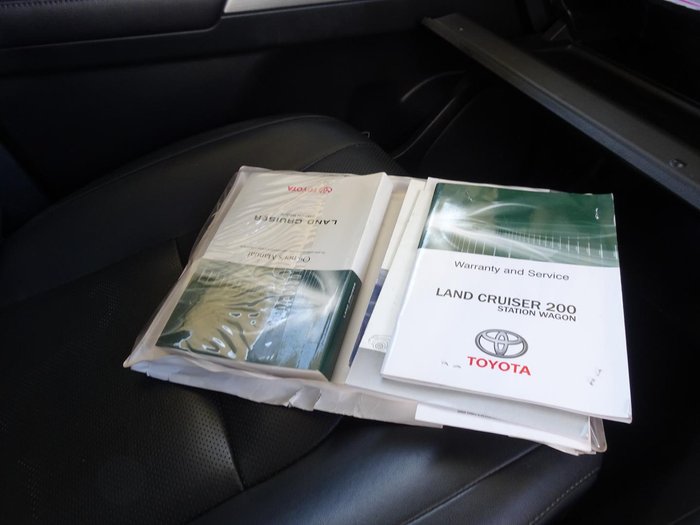 TOYOTA
LAND CRUISER
Owner's Manual
Warranty and Service
LAND CRUISER 200
STATION WAGON
TOYOTA